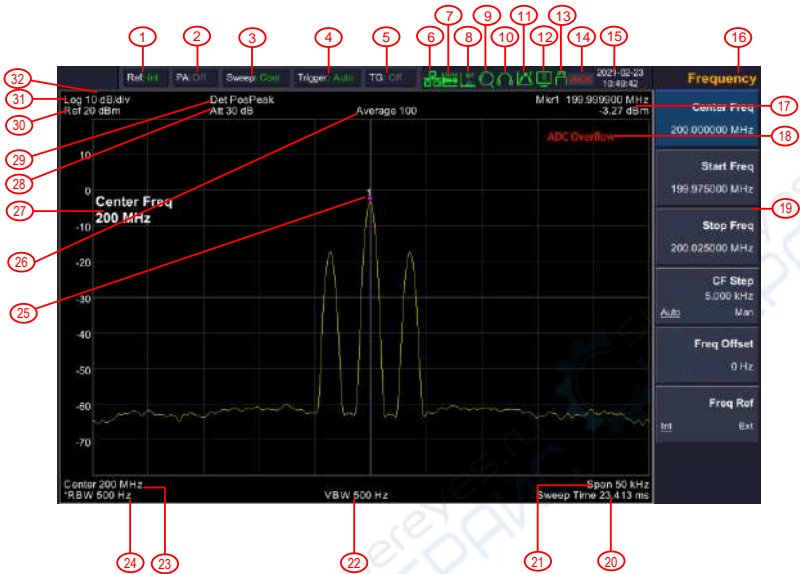 1
2
3
4
5
6
7
8
9
10
11
12
13
14
15
16
Ref: Int
PA: Off
Sweep: Cont
Trigger: Auto
TG: Off
2021-02-23
10:49:42
Frequency
32
31
30
Log 10 dB/div
Ref 20 dBm
Det PosPeak
Att 30 dB
Average 100
Mkr1 199.999900 MHz
-3.27 dBm
17
ADC Overflow
18
Center Freq
200.000000 MHz
Start Freq
199.975000 MHz
19
Stop Freq
200.025000 MHz
CF Step
5.000 kHz
Auto Man
Freq Offset
0 Hz
Freq Ref
Int Ext
29
28
27
26
25
10
0
-10
-20
-30
-40
-50
-60
-70
Center Freq
200 MHz
1
Center 200 MHz
*RBW 500 Hz
VBW 500 Hz
Span 50 kHz
Sweep Time 23.413 ms
24
23
22
21
20